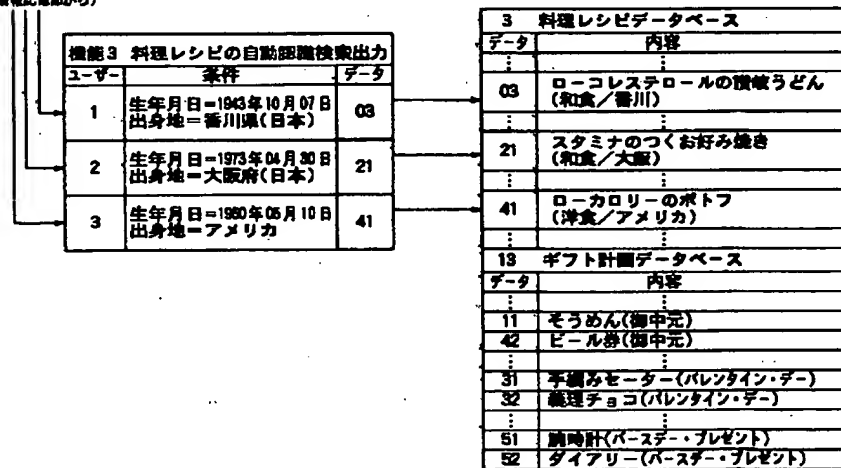 機能3 料理レシピの自動認識検索出力
ユーザー 条件 データ
1 生年月日=1943年10月07日 03
出身地=香川県(日本)
2 生年月日=1973年04月30日 21
出身地=大阪府(日本)
3 生年月日=1960年05月10日 41
出身地=アメリカ
3 料理レシピデータベース
データ 内容
03 ローコレステロールの讃岐うどん
(和食/香川)
21 スタミナのつくお好み焼き
(和食/大阪)
41 ローカロリーのポトフ
(洋食/アメリカ)
13 ギフト計画データベース
データ 内容
11 そうめん(御中元)
42 ビール券(御中元)
31 手編みセーター(バレンタイン・デー)
32 義理チョコ(バレンタイン・デー)
51 腕時計(バースデー・プレゼント)
52 ダイアリー(バースデー・プレゼント)